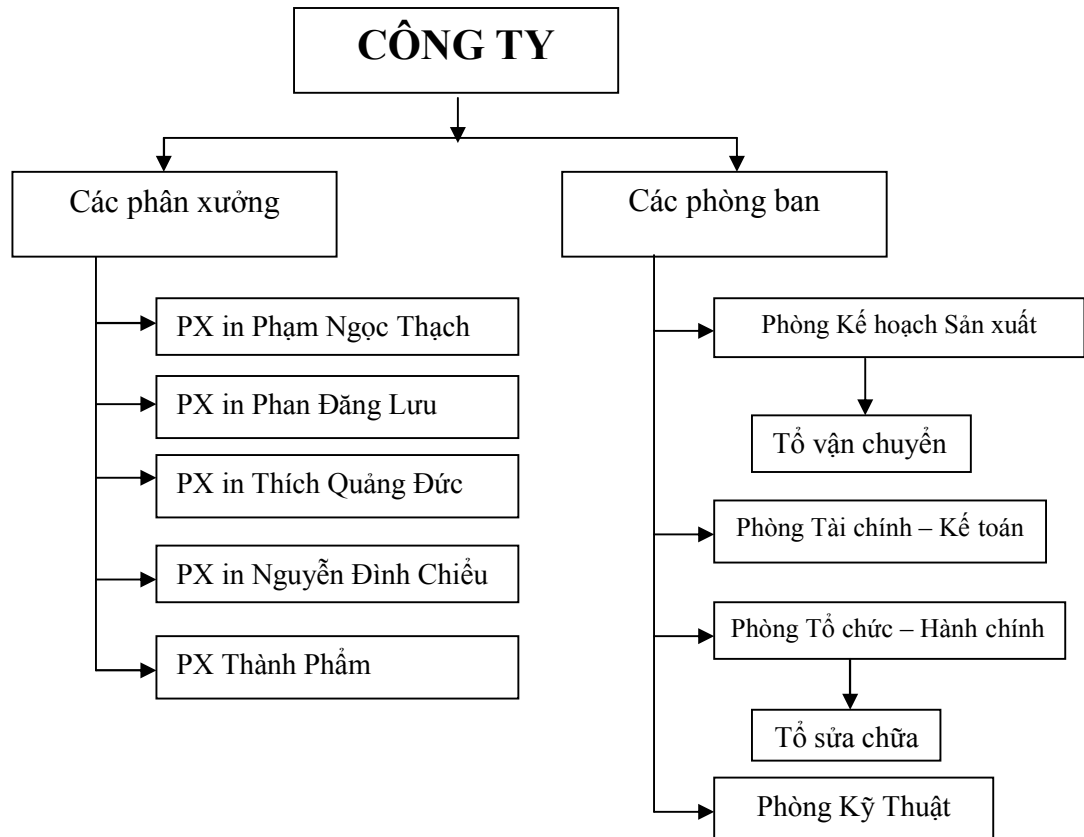 CÔNG TY
Các phân xưởng
Các phòng ban
PX in Phạm Ngọc Thạch
PX in Phan Đăng Lưu
PX in Thích Quảng Đức
PX in Nguyễn Đình Chiểu
PX Thành Phẩm
Phòng Kế hoạch Sản xuất
Tổ vận chuyển
Phòng Tài chính – Kế toán
Phòng Tổ chức – Hành chính
Tổ sửa chữa
Phòng Kỹ Thuật